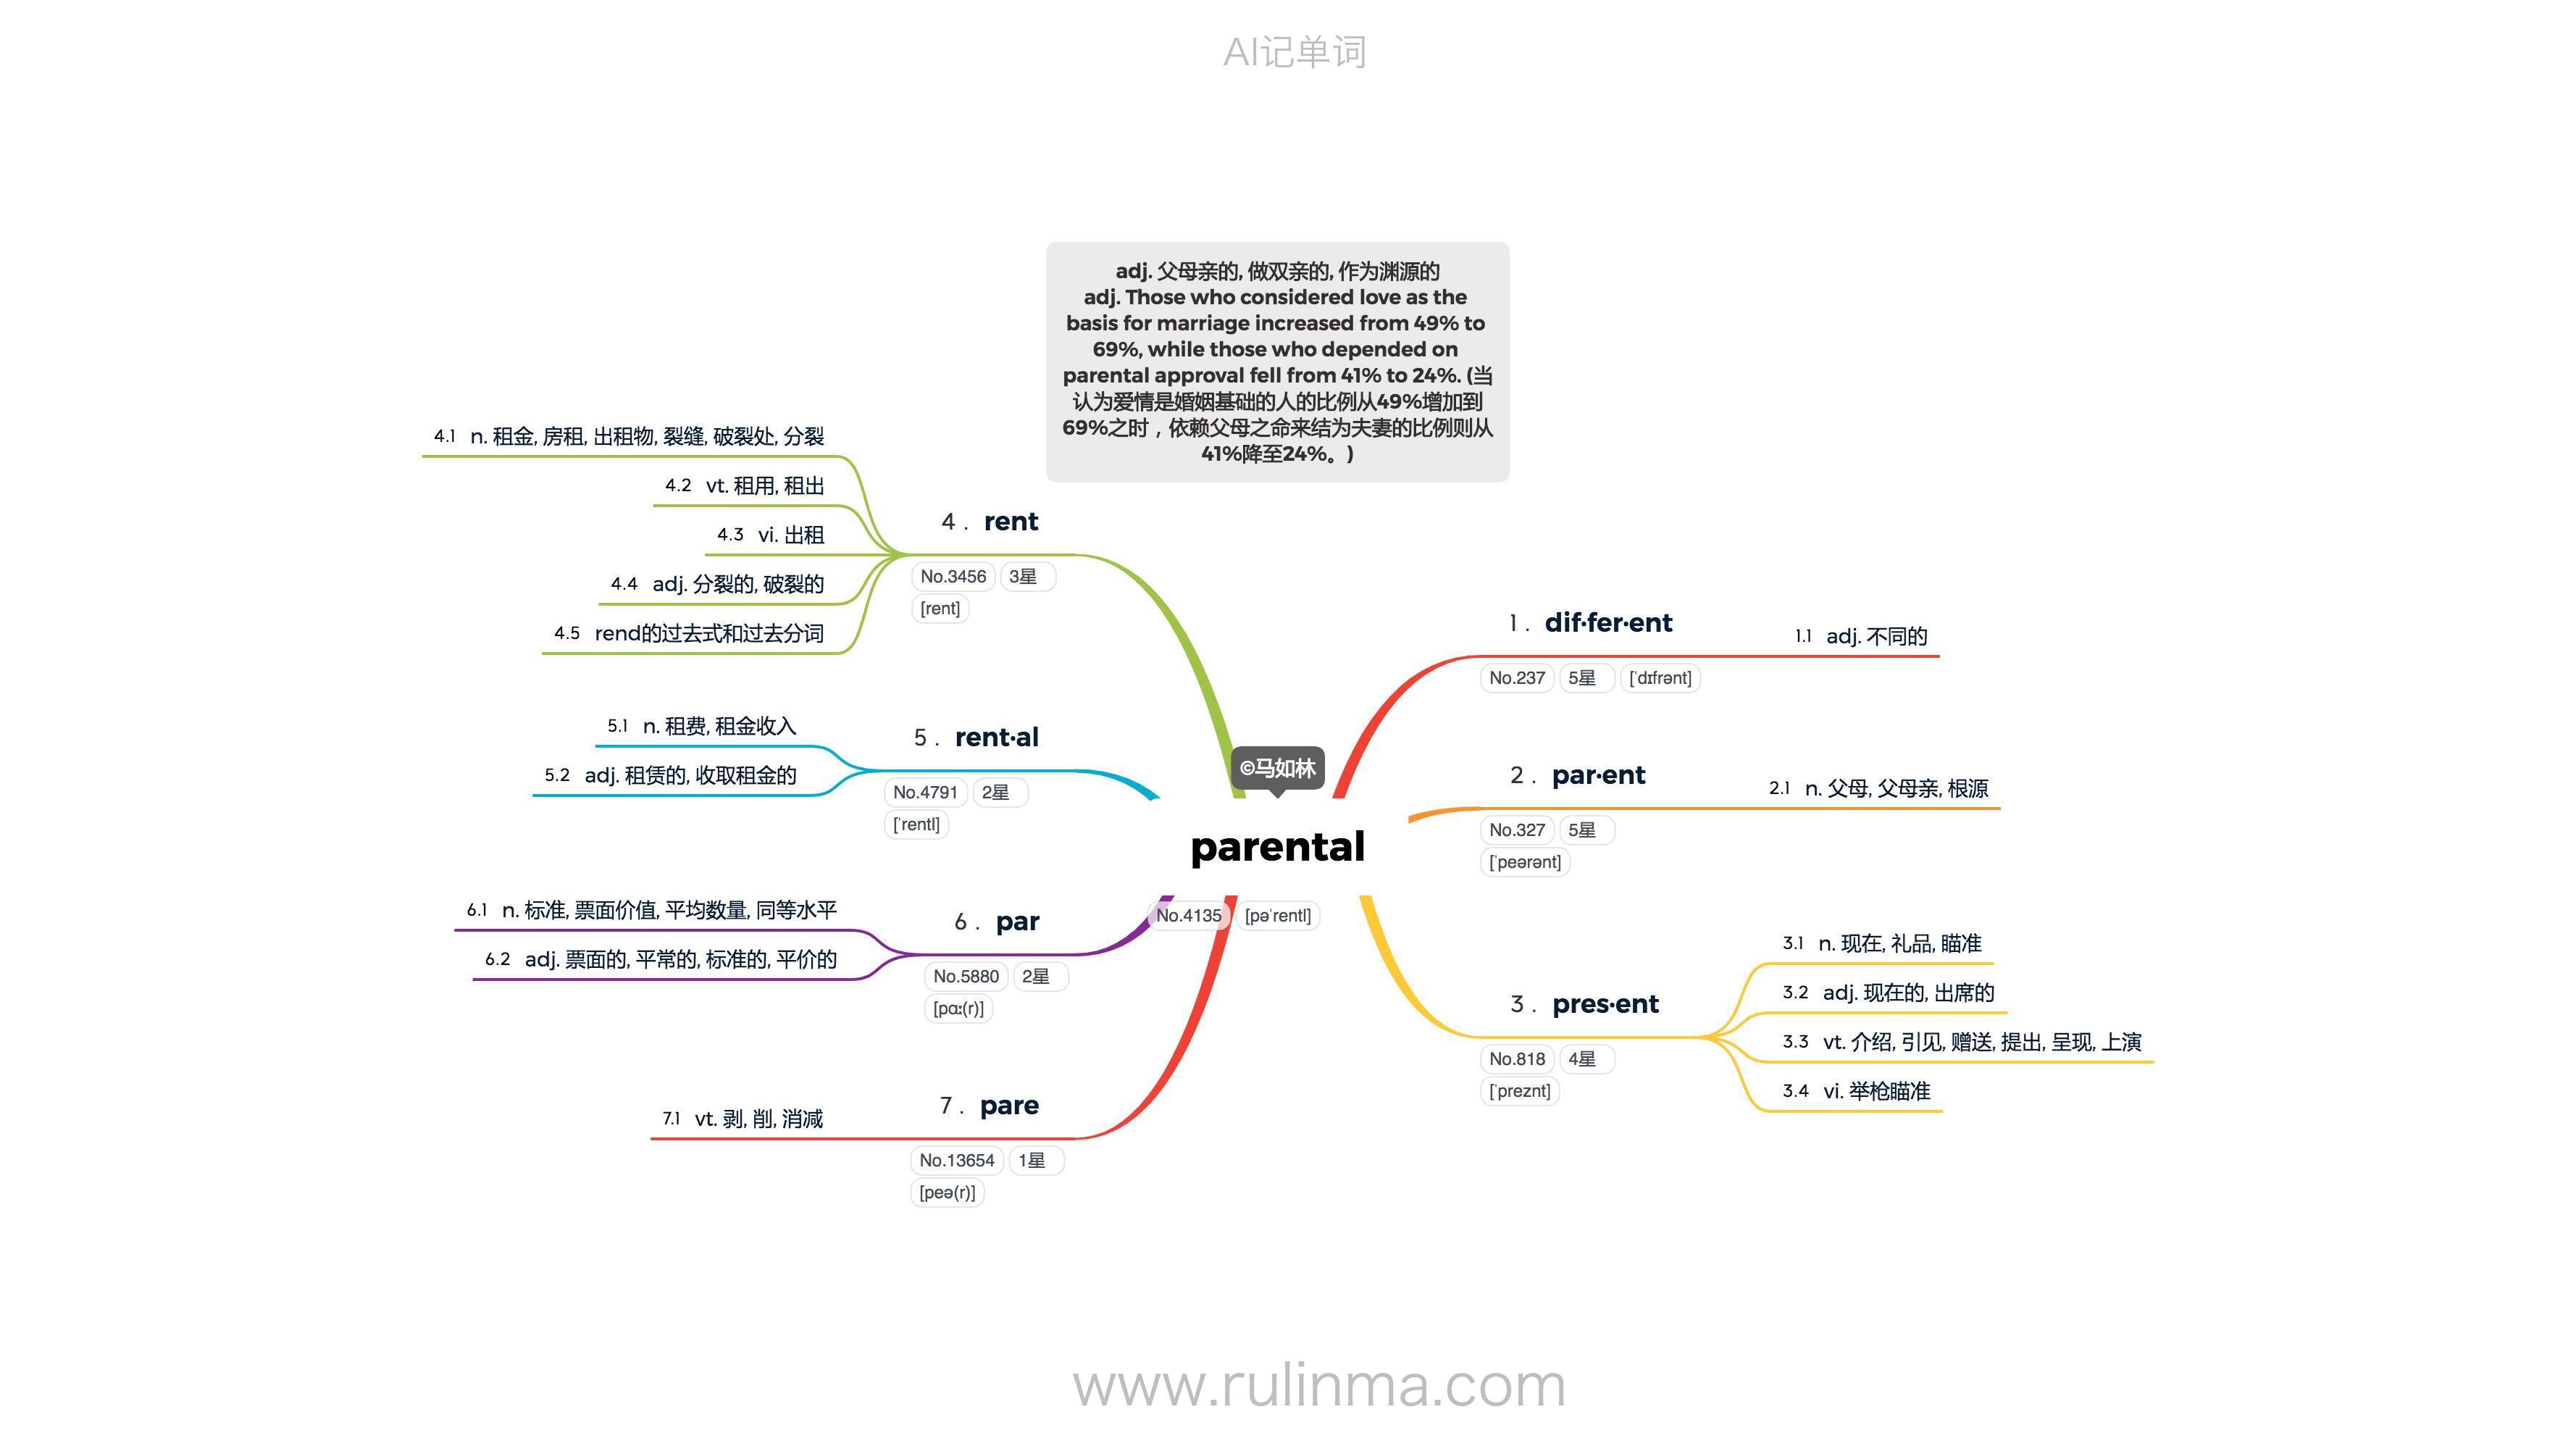 AI记单词
adj. 父母亲的, 做双亲的, 作为渊源的
adj. Those who considered love as the
basis for marriage increased from 49% to
69%, while those who depended on
parental approval fell from 41% to 24%. (当
认为爱情是婚姻基础的人的比例从49%增加到
69%之时，依赖父母之命来结为夫妻的比例则从
41%降至24%。)
©马如林
parental
No.4135 [pəˈrentl]
1. dif·fer·ent
No.237 5星 [ˈdɪfrənt]
1.1 adj. 不同的
2. par·ent
No.327 5星
[ˈpeərənt]
2.1 n. 父母, 父母亲, 根源
3. pres·ent
No.818 4星
[ˈpreznt]
3.1 n. 现在, 礼品, 瞄准
3.2 adj. 现在的, 出席的
3.3 vt. 介绍, 引见, 赠送, 提出, 呈现, 上演
3.4 vi. 举枪瞄准
4. rent
No.3456 3星
[rent]
4.1 n. 租金, 房租, 出租物, 裂缝, 破裂处, 分裂
4.2 vt. 租用, 租出
4.3 vi. 出租
4.4 adj. 分裂的, 破裂的
4.5 rend的过去式和过去分词
5. rent·al
No.4791 2星
[ˈrentl]
5.1 n. 租费, 租金收入
5.2 adj. 租赁的, 收取租金的
6. par
No.5880 2星
[pɑː(r)]
6.1 n. 标准, 票面价值, 平均数量, 同等水平
6.2 adj. 票面的, 平常的, 标准的, 平价的
7. pare
No.13654 1星
[peə(r)]
7.1 vt. 剥, 削, 消减
www.rulinma.com